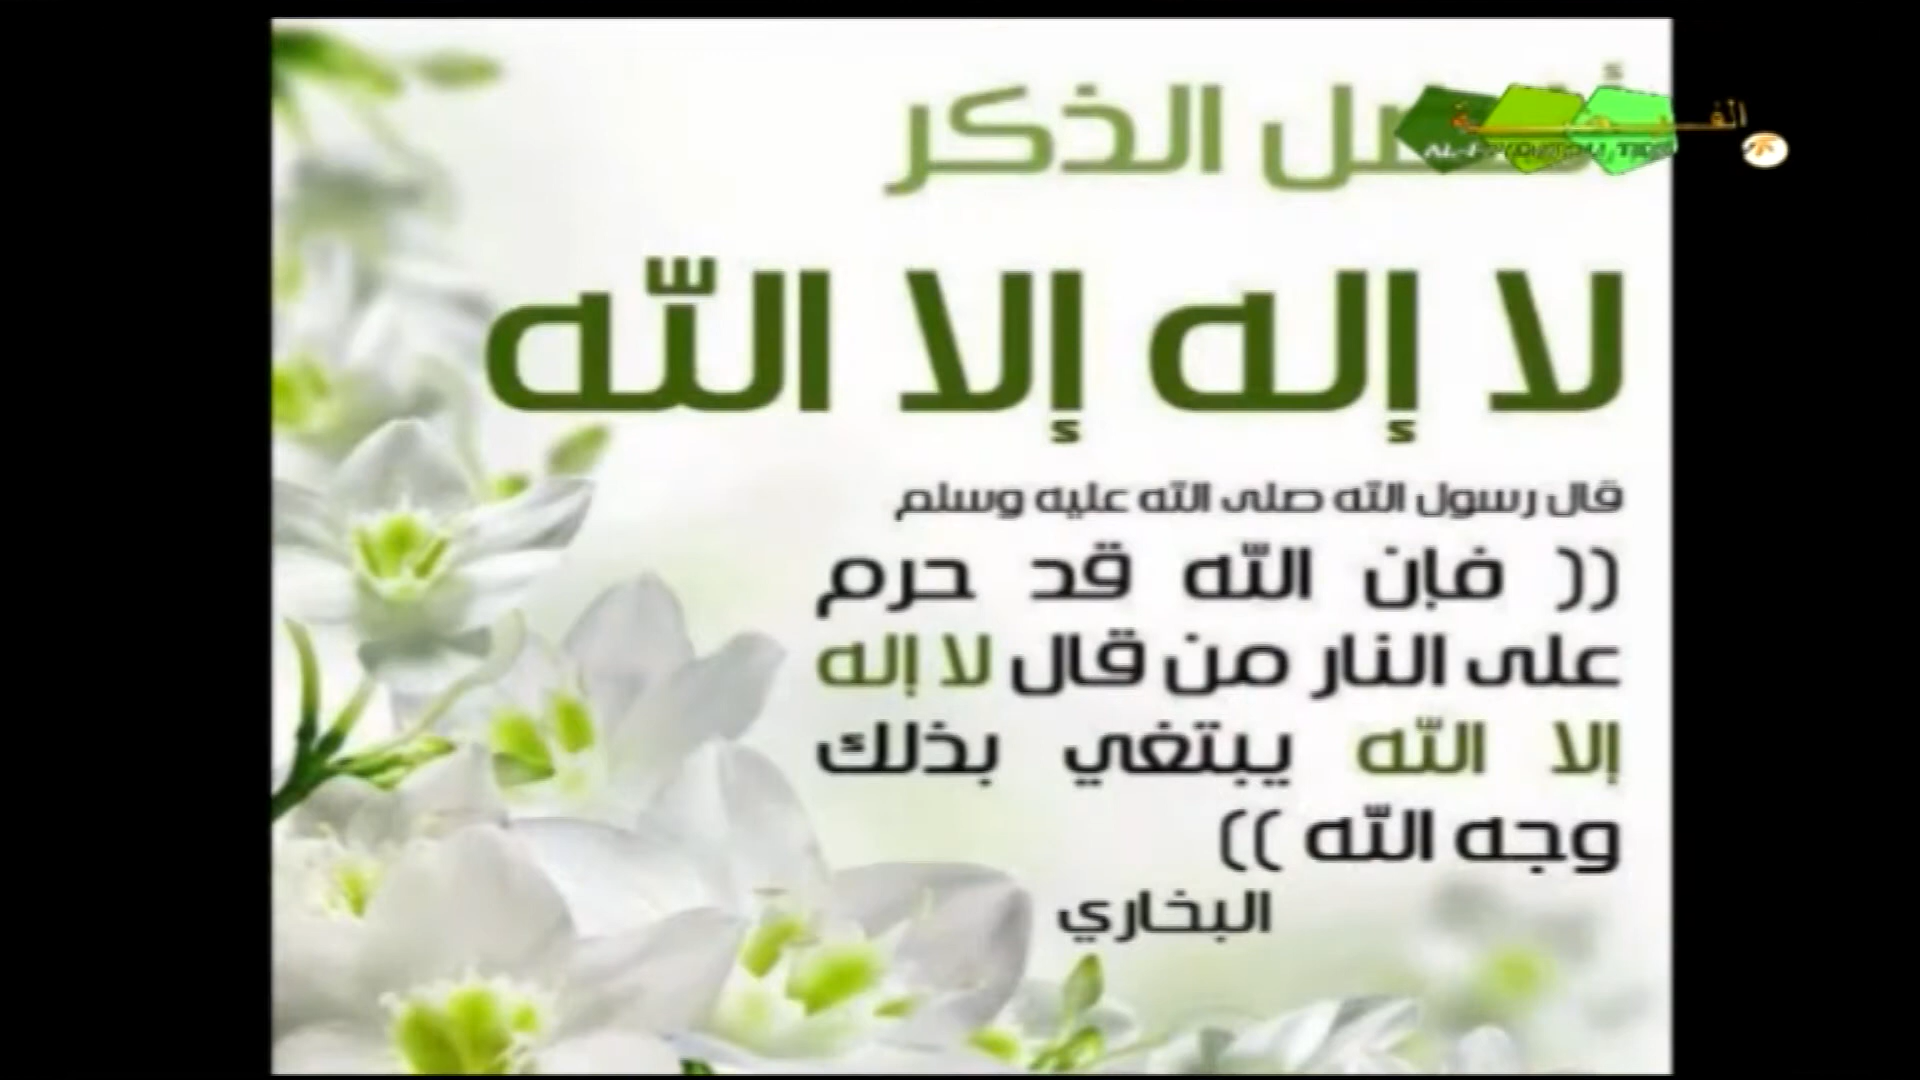 الذكر
لا إله إلا الله
قال رسول الله صلى الله عليه وسلم
(( فإن الله قد حرم
على النار من قال لا إله
إلا الله يبتغي بذلك
وجه الله ))
البخاري